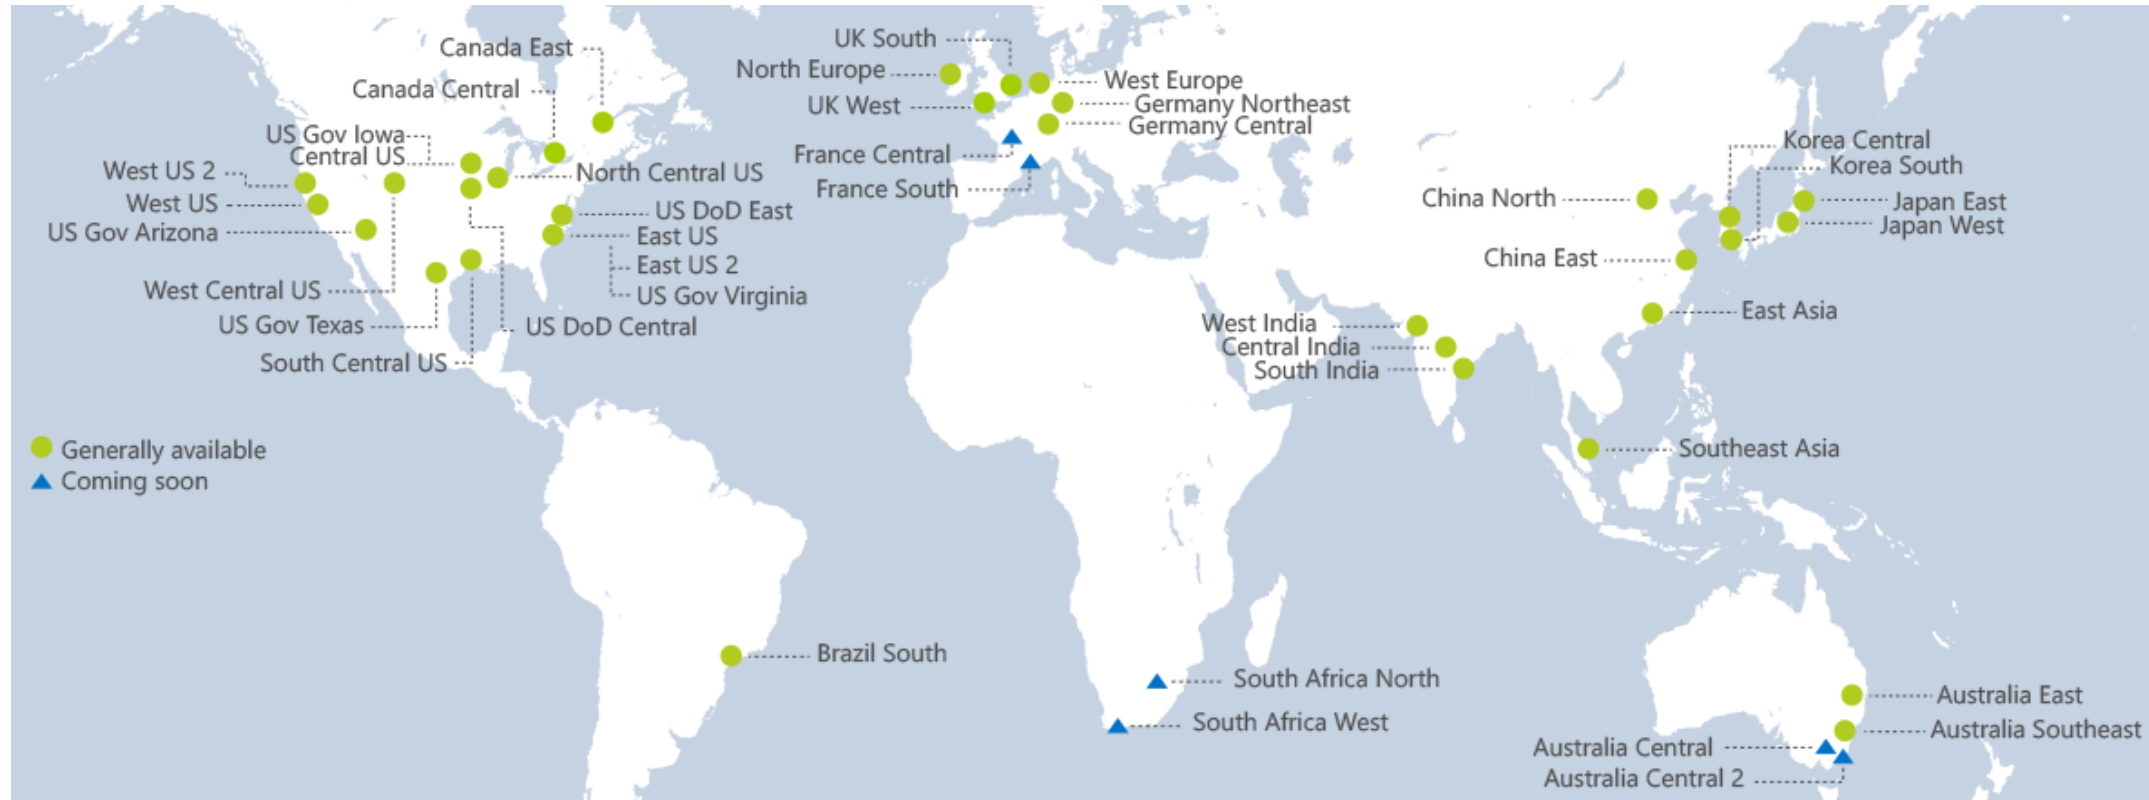 Canada East
Canada Central
US Gov Iowa
Central US
West US 2
West US
US Gov Arizona
North Central US
US DoD East
East US
East US 2
US Gov Virginia
West Central US
US Gov Texas
US DoD Central
South Central US
UK South
North Europe
UK West
West Europe
Germany Northeast
Germany Central
France Central
France South
Korea Central
Korea South
China North
Japan East
Japan West
China East
East Asia
West India
Central India
South India
Southeast Asia
Generally available
Coming soon
Brazil South
South Africa North
South Africa West
Australia East
Australia Southeast
Australia Central
Australia Central 2